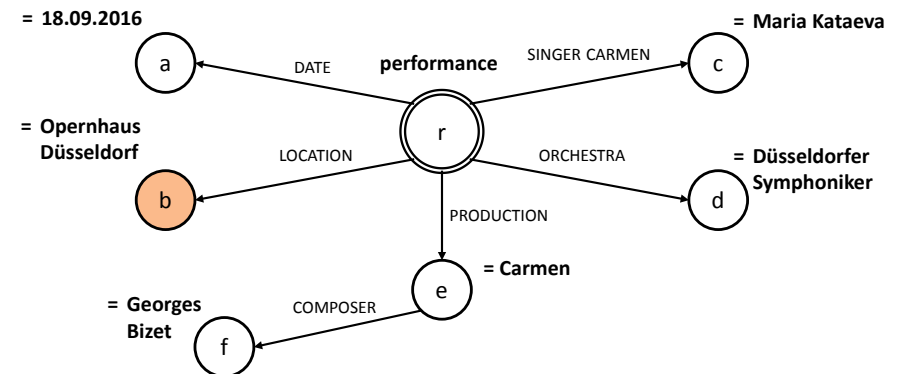 = 18.09.2016
a
DATE
performance
SINGER CARMEN
= Maria Kataeva
c
r
= Opernhaus
Düsseldorf
b
LOCATION
ORCHESTRA
= Düsseldorfer
Symphoniker
d
PRODUCTION
e
= Carmen
= Georges
Bizet
COMPOSER
f